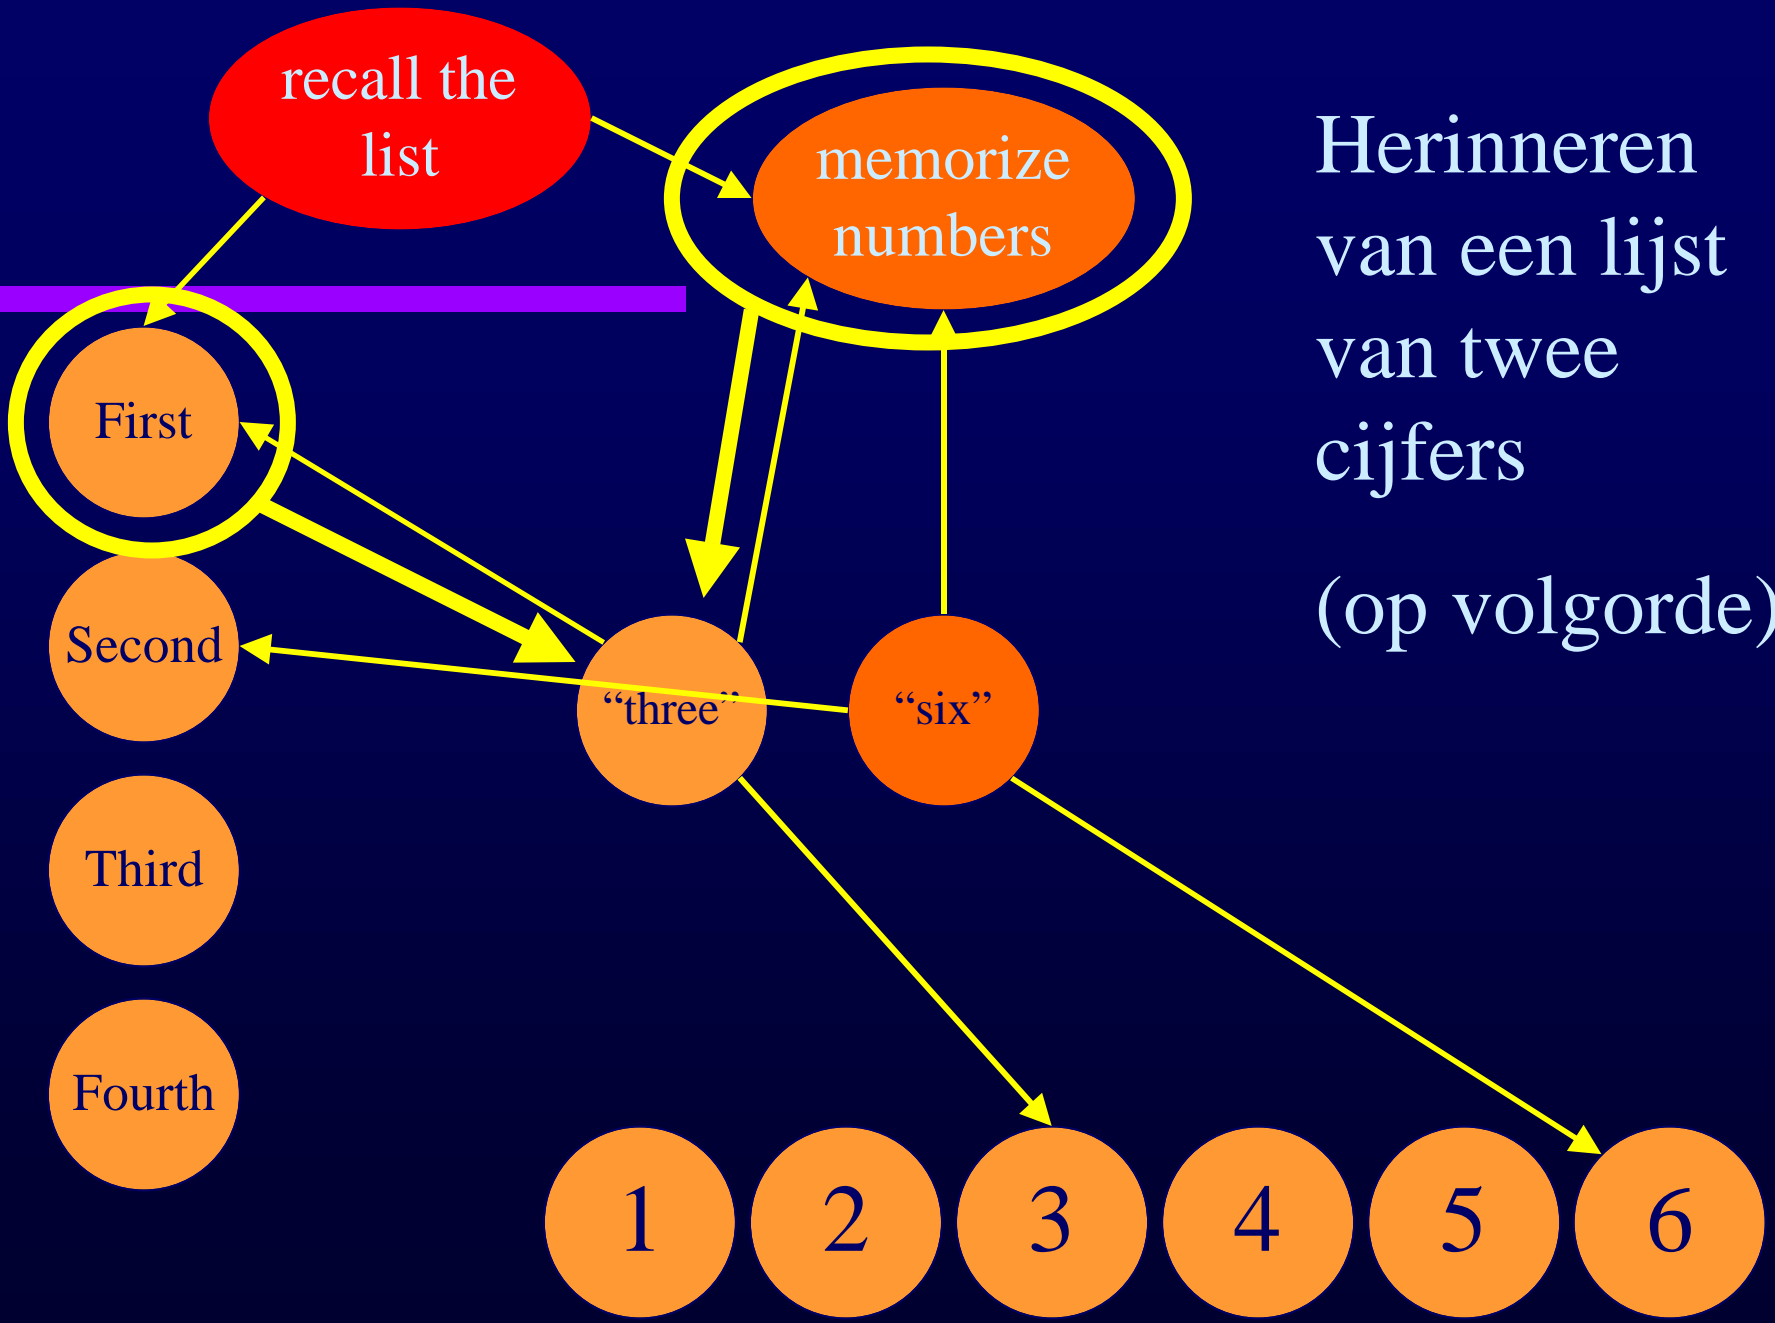 recall the
list
memorize
numbers
Herinneren
van een lijst
van twee
cijfers
(op volgorde)
First
Second
Third
Fourth
“three”
“six”
1
2
3
4
5
6